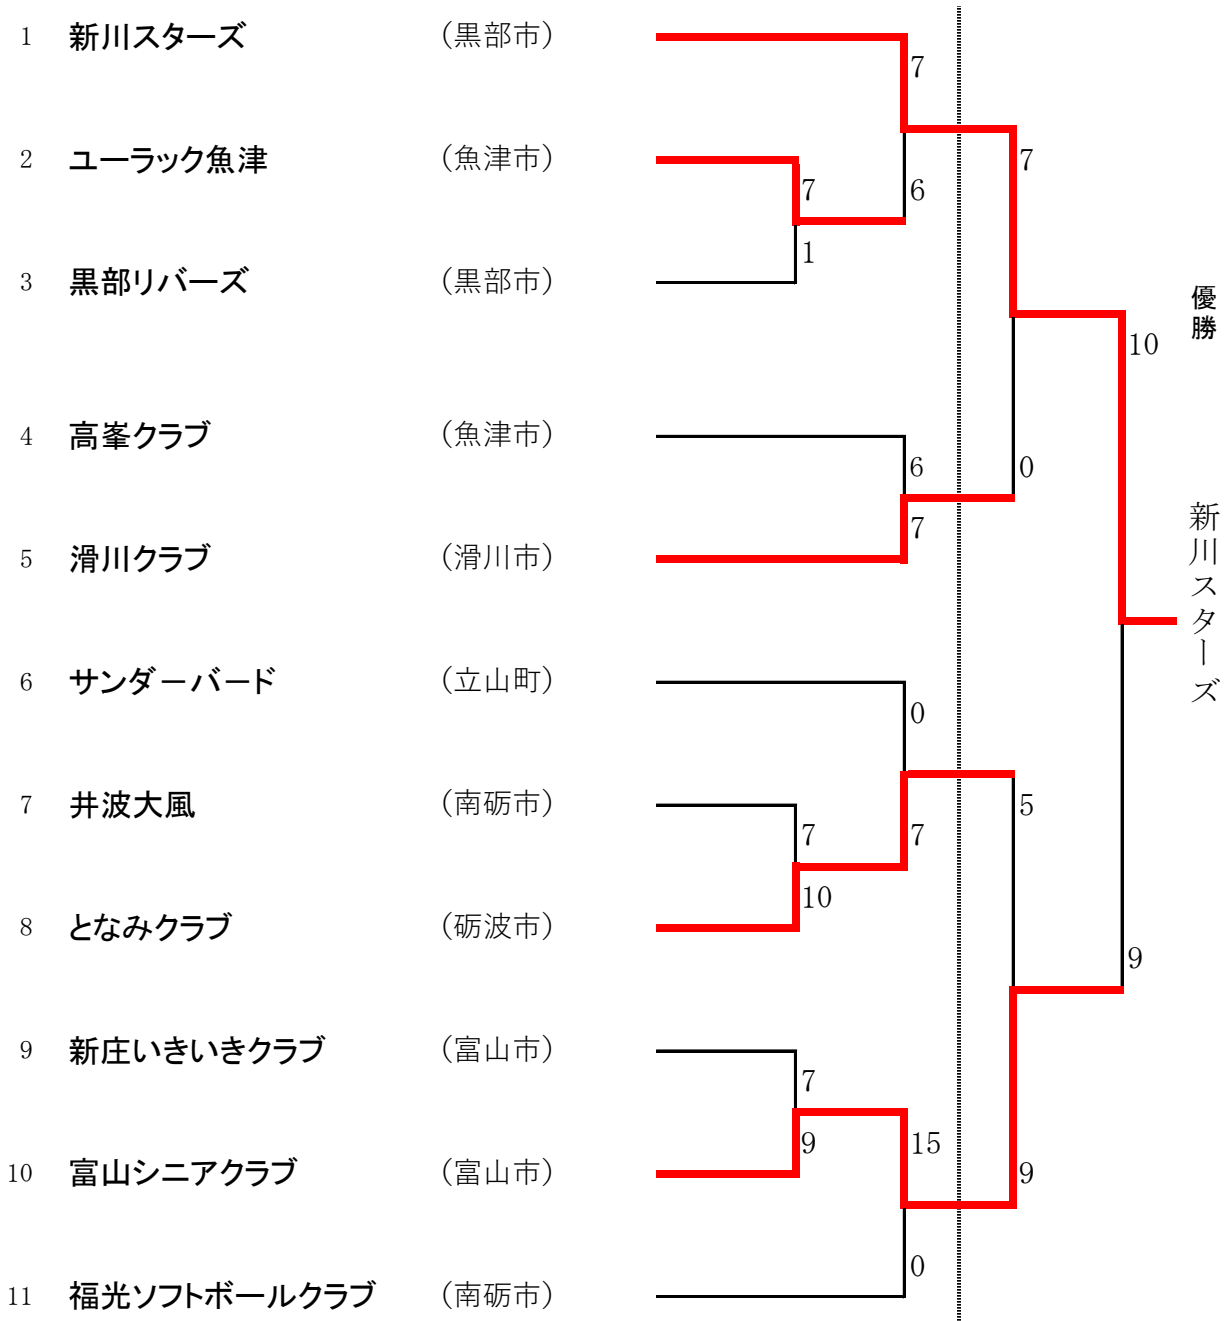 1 新川スターズ （黒部市）
7
2 ユーラック魚津 （魚津市）
7
7
6
1
3 黒部リバーズ （黒部市）
優勝
10
4 高峯クラブ （魚津市）
6
0
7
5 滑川クラブ （滑川市）
新川スターズ
6 サンダーバード （立山町）
0
7 井波大風 （南砺市）
5
7
7
10
8 となみクラブ （砺波市）
9
9 新庄いきいきクラブ （富山市）
7
9
15
10 富山シニアクラブ （富山市）
9
0
11 福光ソフトボールクラブ （南砺市）